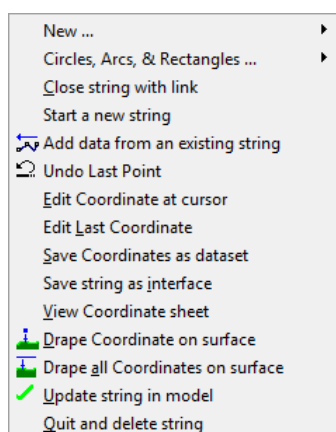 New ...
Circles, Arcs, & Rectangles ...
Close string with link
Start a new string
Add data from an existing string
Undo Last Point
Edit Coordinate at cursor
Edit Last Coordinate
Save Coordinates as dataset
Save string as interface
View Coordinate sheet
Drape Coordinate on surface
Drape all Coordinates on surface
Update string in model
Quit and delete string